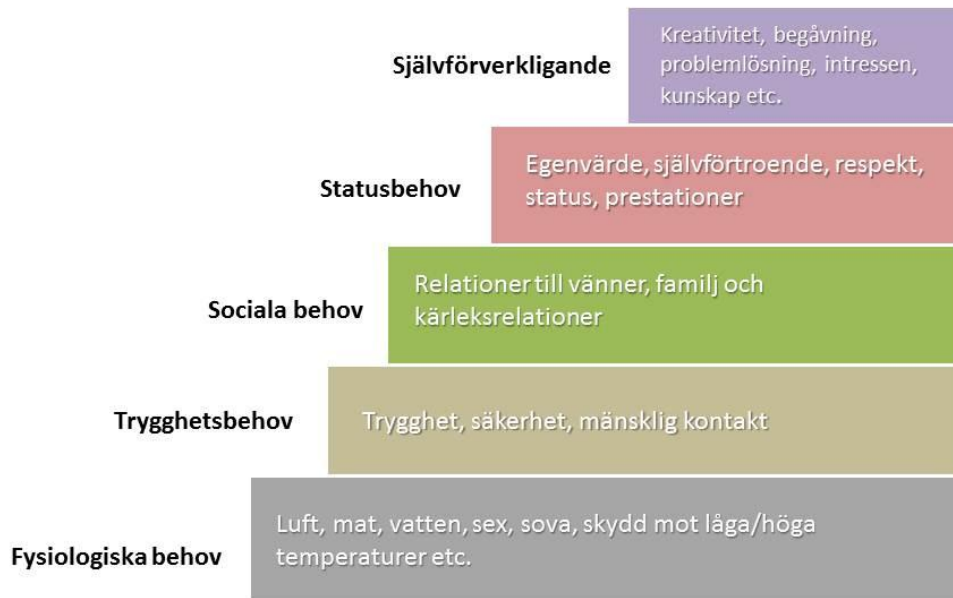 Självförverkligande
Kreativitet, begåvning,
problemlösning, intressen,
kunskap etc.
Statusbehov
Egenvärde, självförtroende, respekt,
status, prestationer
Sociala behov
Relationer till vänner, familj och
kärleksrelationer
Trygghetsbehov
Trygghet, säkerhet, mänsklig kontakt
Fysiologiska behov
Luft, mat, vatten, sex, sova, skydd mot låga/höga
temperaturer etc.